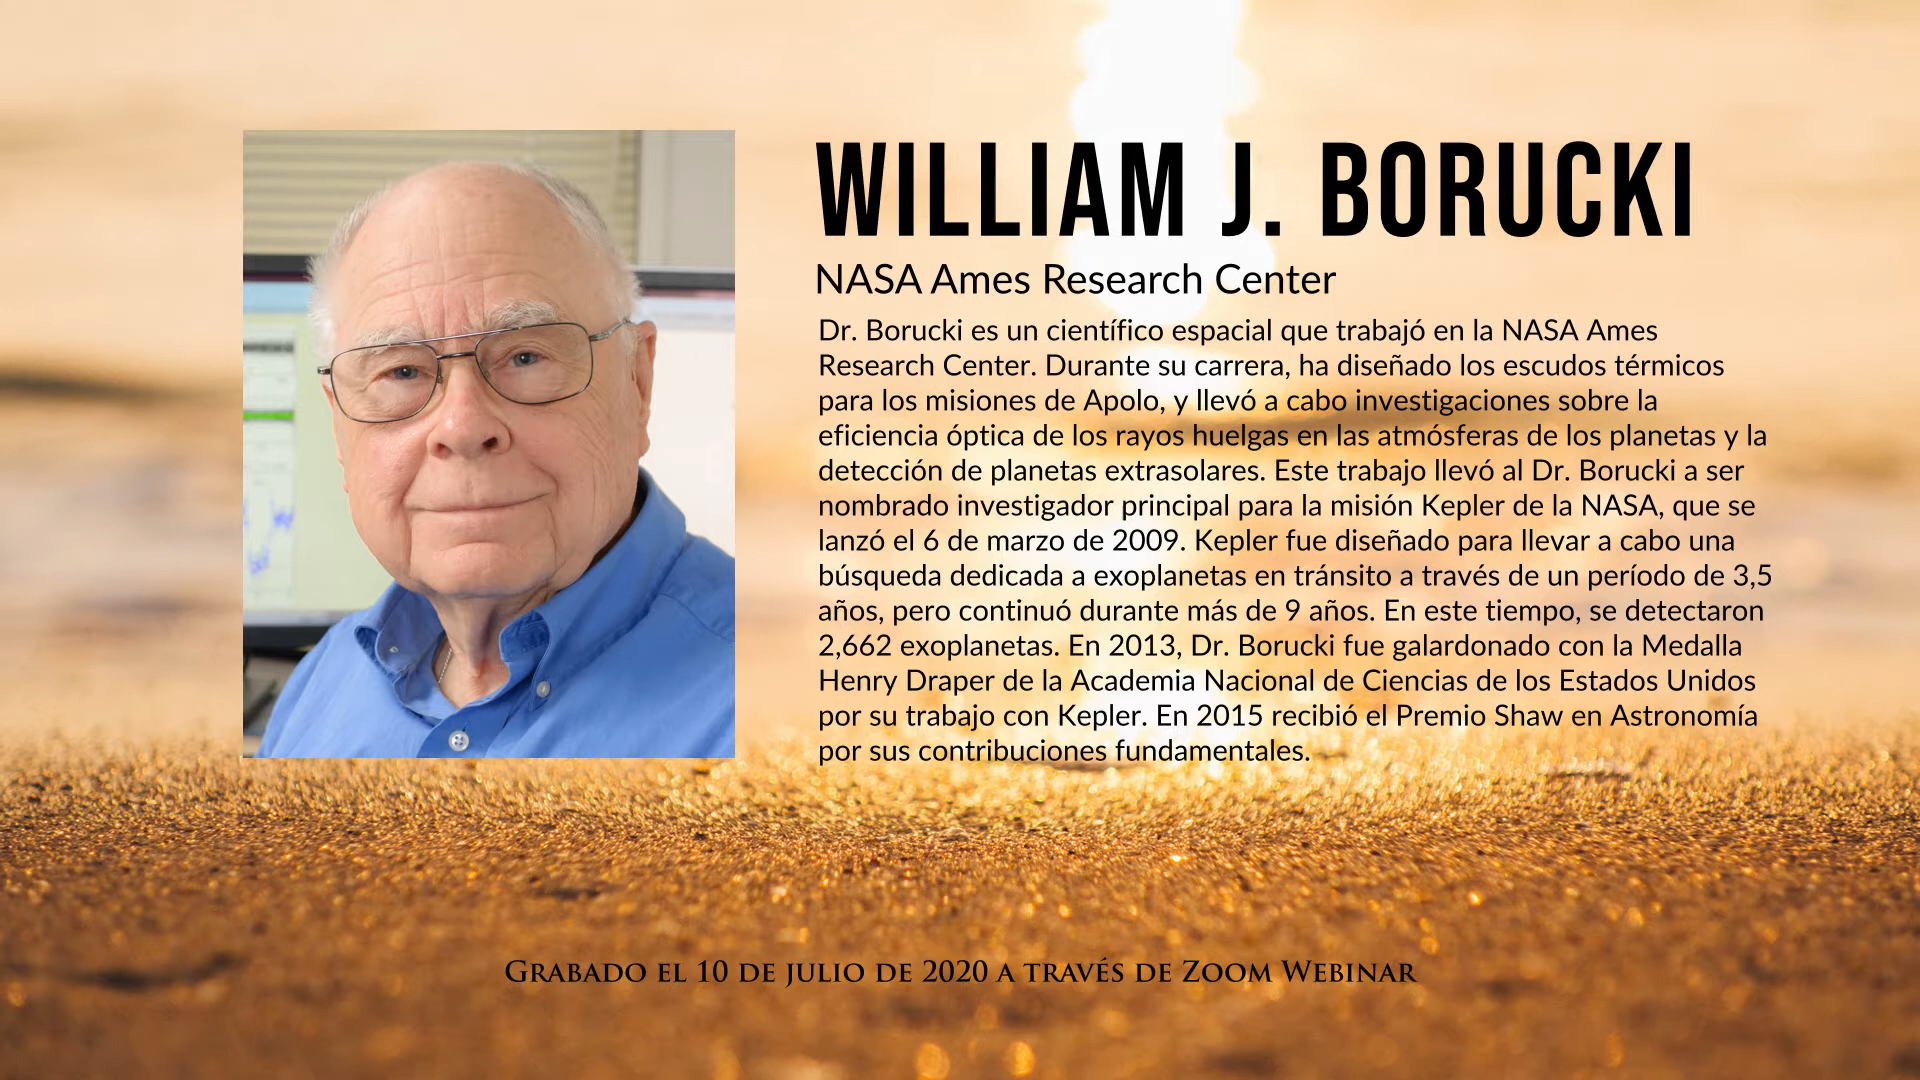 WILLIAM J. BORUCKI
NASA Ames Research Center
Dr. Borucki es un científico espacial que trabajó en la NASA Ames
Research Center. Durante su carrera, ha diseñado los escudos térmicos
para los misiones de Apolo, y llevó a cabo investigaciones sobre la
eficiencia óptica de los rayos huelgas en las atmósferas de los planetas y la
detección de planetas extrasolares. Este trabajo llevó al Dr. Borucki a ser
nombrado investigador principal para la misión Kepler de la NASA, que se
lanzó el 6 de marzo de 2009. Kepler fue diseñado para llevar a cabo una
búsqueda dedicada a exoplanetas en tránsito a través de un período de 3,5
años, pero continuó durante más de 9 años. En este tiempo, se detectaron
2,662 exoplanetas. En 2013, Dr. Borucki fue galardonado con la Medalla
Henry Draper de la Academia Nacional de Ciencias de los Estados Unidos
por su trabajo con Kepler. En 2015 recibió el Premio Shaw en Astronomía
por sus contribuciones fundamentales.
Grabado el 10 de julio de 2020 a través de Zoom Webinar